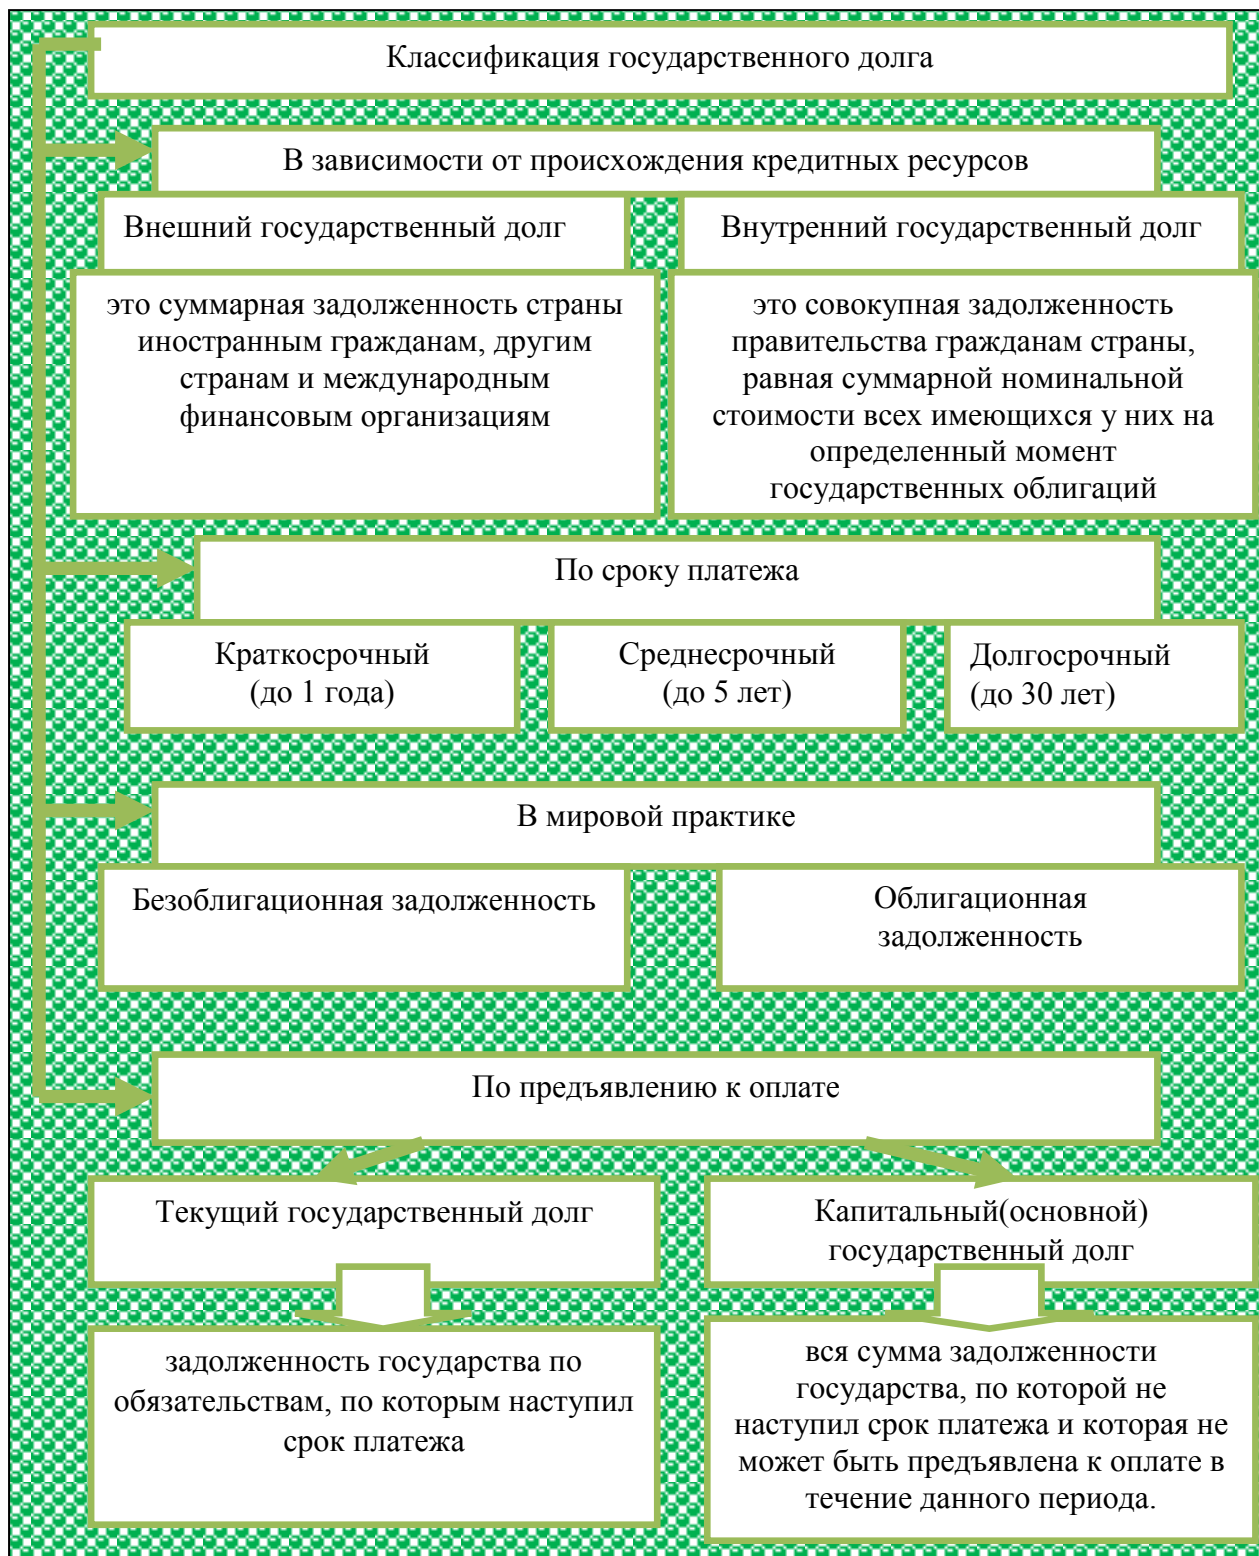 Классификация государственного долга
В зависимости от происхождения кредитных ресурсов
Внешний государственный долг
это суммарная задолженность страны
иностранным гражданам, другим
странам и международным
финансовым организациям
Внутренний государственный долг
это совокупная задолженность
правительства гражданам страны,
равная суммарной номинальной
стоимости всех имеющихся у них на
определенный момент
государственных облигаций
По сроку платежа
Краткосрочный
(до 1 года)
Среднесрочный
(до 5 лет)
Долгосрочный
(до 30 лет)
В мировой практике
Безоблигационная задолженность
Облигационная
задолженность
По предъявлению к оплате
Текущий государственный долг
задолженность государства по
обязательствам, по которым наступил
срок платежа
Капитальный(основной)
государственный долг
вся сумма задолженности
государства, по которой не
наступил срок платежа и которая не
может быть предъявлена к оплате в
течение данного периода.